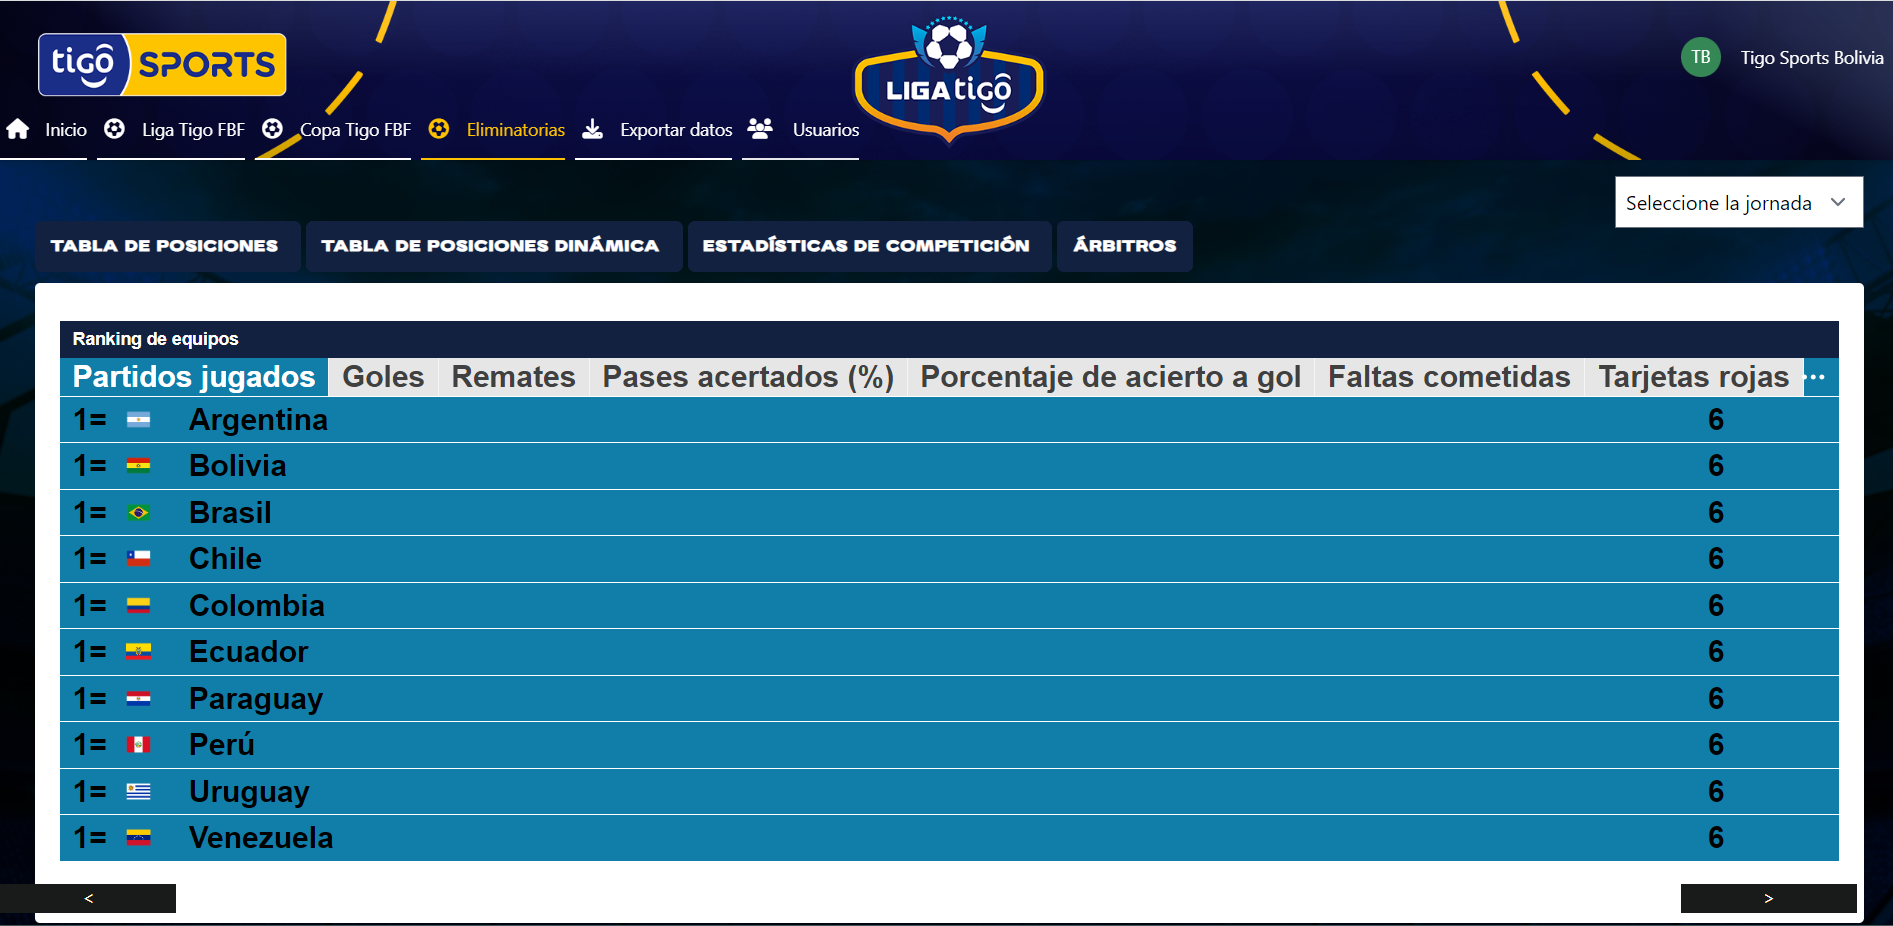 tigo SPORTS
LIGA tigo
TB Tigo Sports Bolivia
Inicio Liga Tigo FBF Copa Tigo FBF Eliminatorias Exportar datos Usuarios
Seleccione la jornada
TABLA DE POSICIONES TABLA DE POSICIONES DINÁMICA ESTADÍSTICAS DE COMPETICIÓN ÁRBITROS
Ranking de equipos
Partidos jugados Goles Remates Pases acertados (%) Porcentaje de acierto a gol Faltas cometidas Tarjetas rojas ...
1= Argentina 6
1= Bolivia 6
1= Brasil 6
1= Chile 6
1= Colombia 6
1= Ecuador 6
1= Paraguay 6
1= Perú 6
1= Uruguay 6
1= Venezuela 6
< >